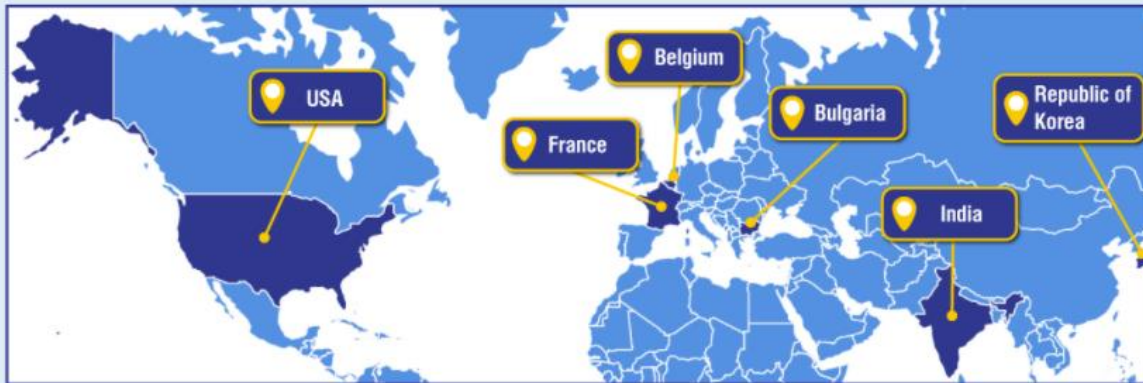 USA
Belgium
France
Bulgaria
Republic of
Korea
India